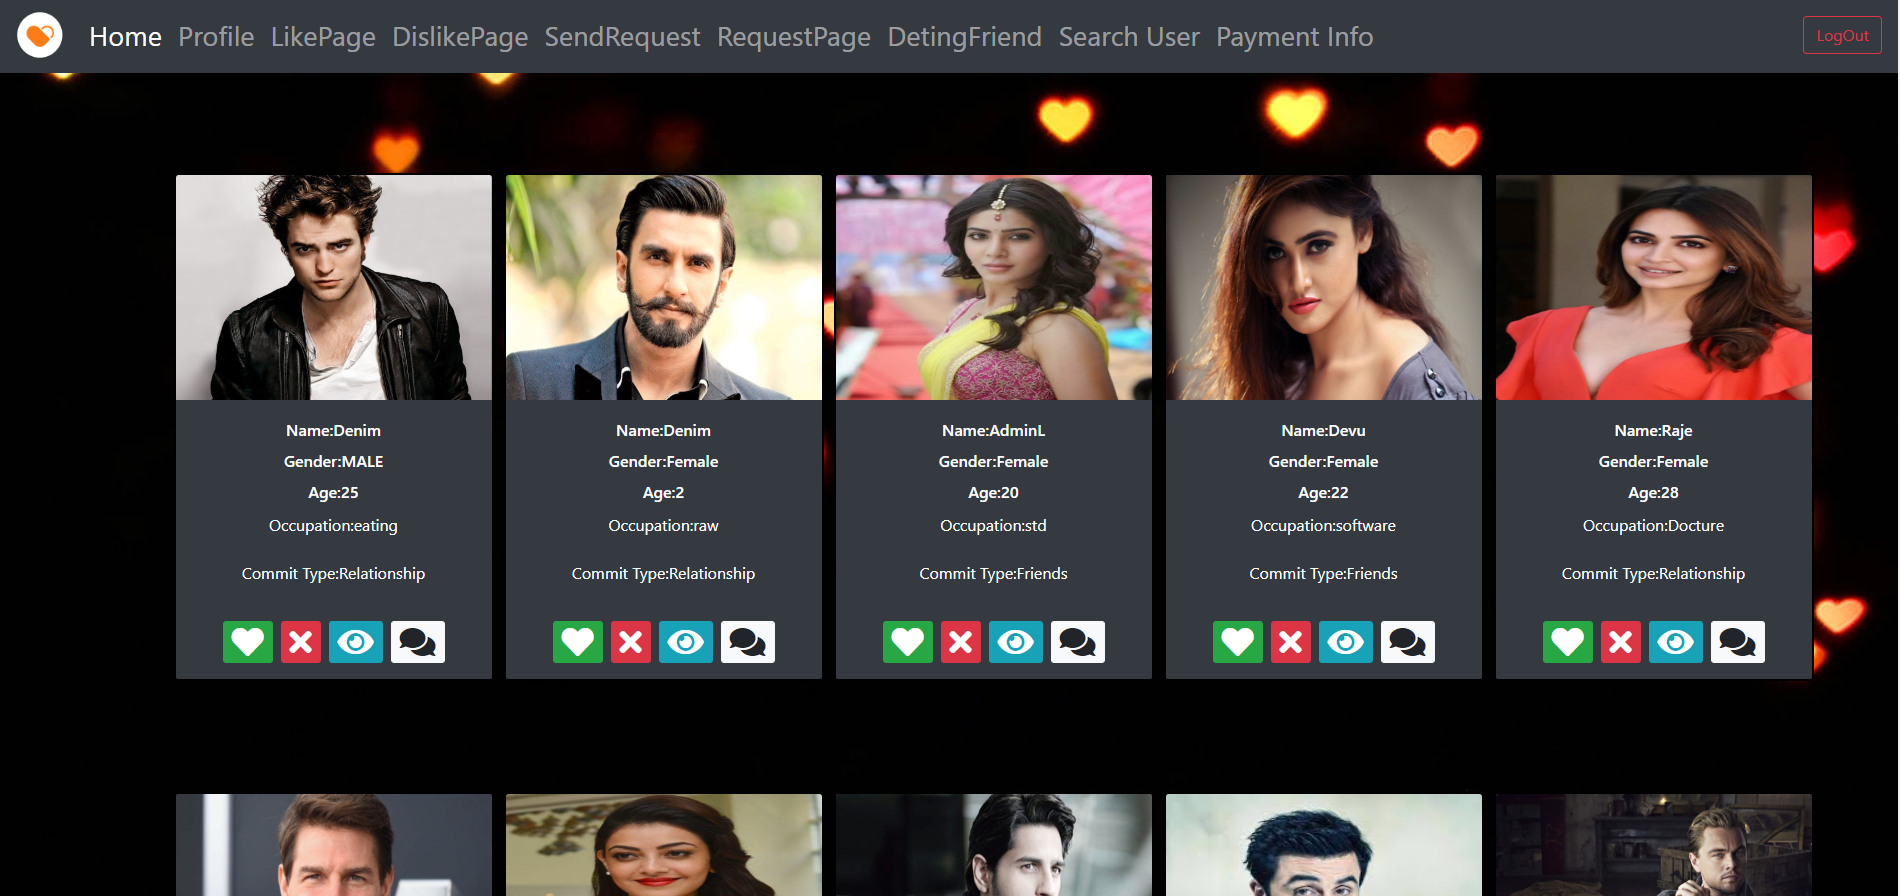 Home Profile LikePage DislikePage SendRequest RequestPage DetingFriend Search User Payment Info LogOut
Name:Denim
Gender:MALE
Age:25
Occupation:eating
Commit Type:Relationship
Name:Denim
Gender:Female
Age:2
Occupation:raw
Commit Type:Relationship
Name:AdminL
Gender:Female
Age:20
Occupation:std
Commit Type:Friends
Name:Devu
Gender:Female
Age:22
Occupation:software
Commit Type:Friends
Name:Raje
Gender:Female
Age:28
Occupation:Docture
Commit Type:Relationship